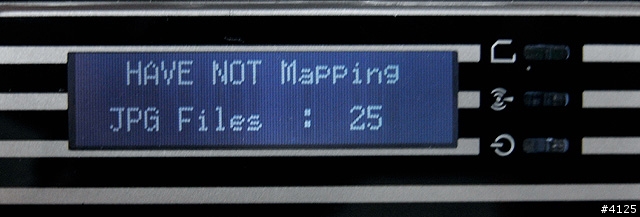 HAVE NOT Mapping
JPG Files : 25
#4125